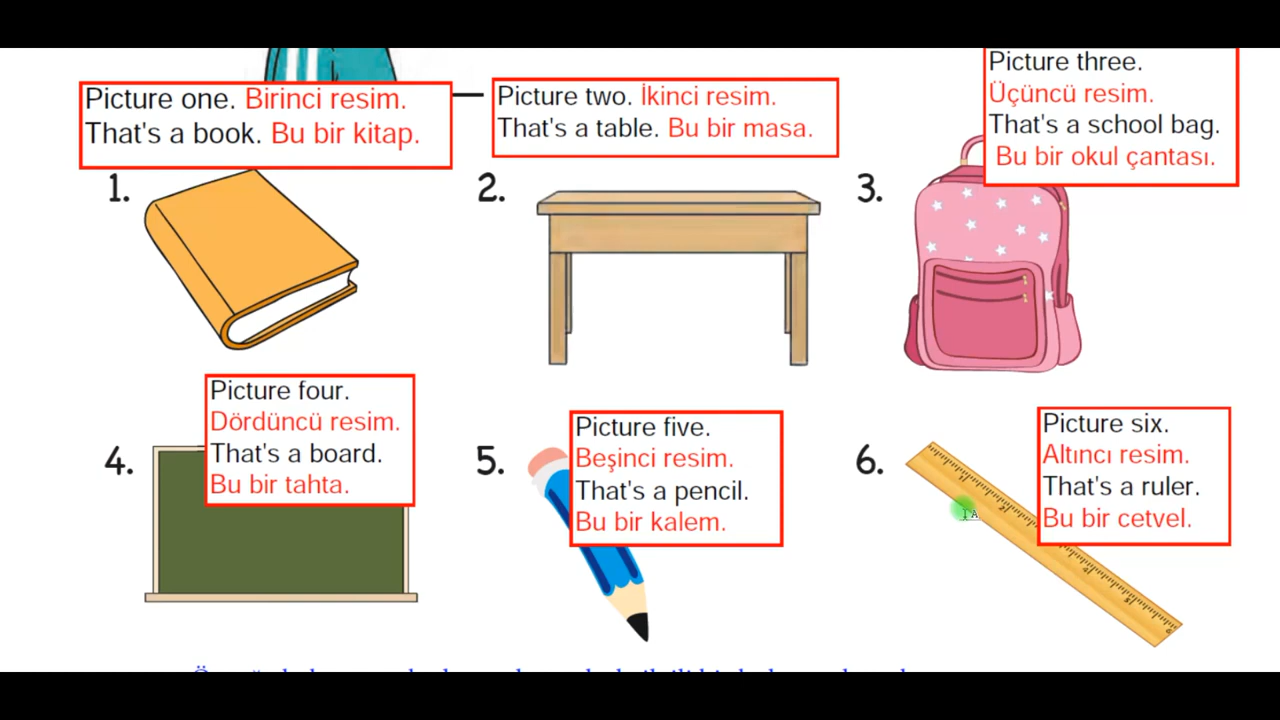 Picture one. Birinci resim.
That's a book. Bu bir kitap.
Picture two. İkinci resim.
That's a table. Bu bir masa.
Picture three.
Üçüncü resim.
That's a school bag.
Bu bir okul çantası.
1.
2.
3.
Picture four.
Dördüncü resim.
That's a board.
Bu bir tahta.
4.
Picture five.
Beşinci resim.
That's a pencil.
Bu bir kalem.
5.
Picture six.
Altıncı resim.
That's a ruler.
Bu bir cetvel.
6.